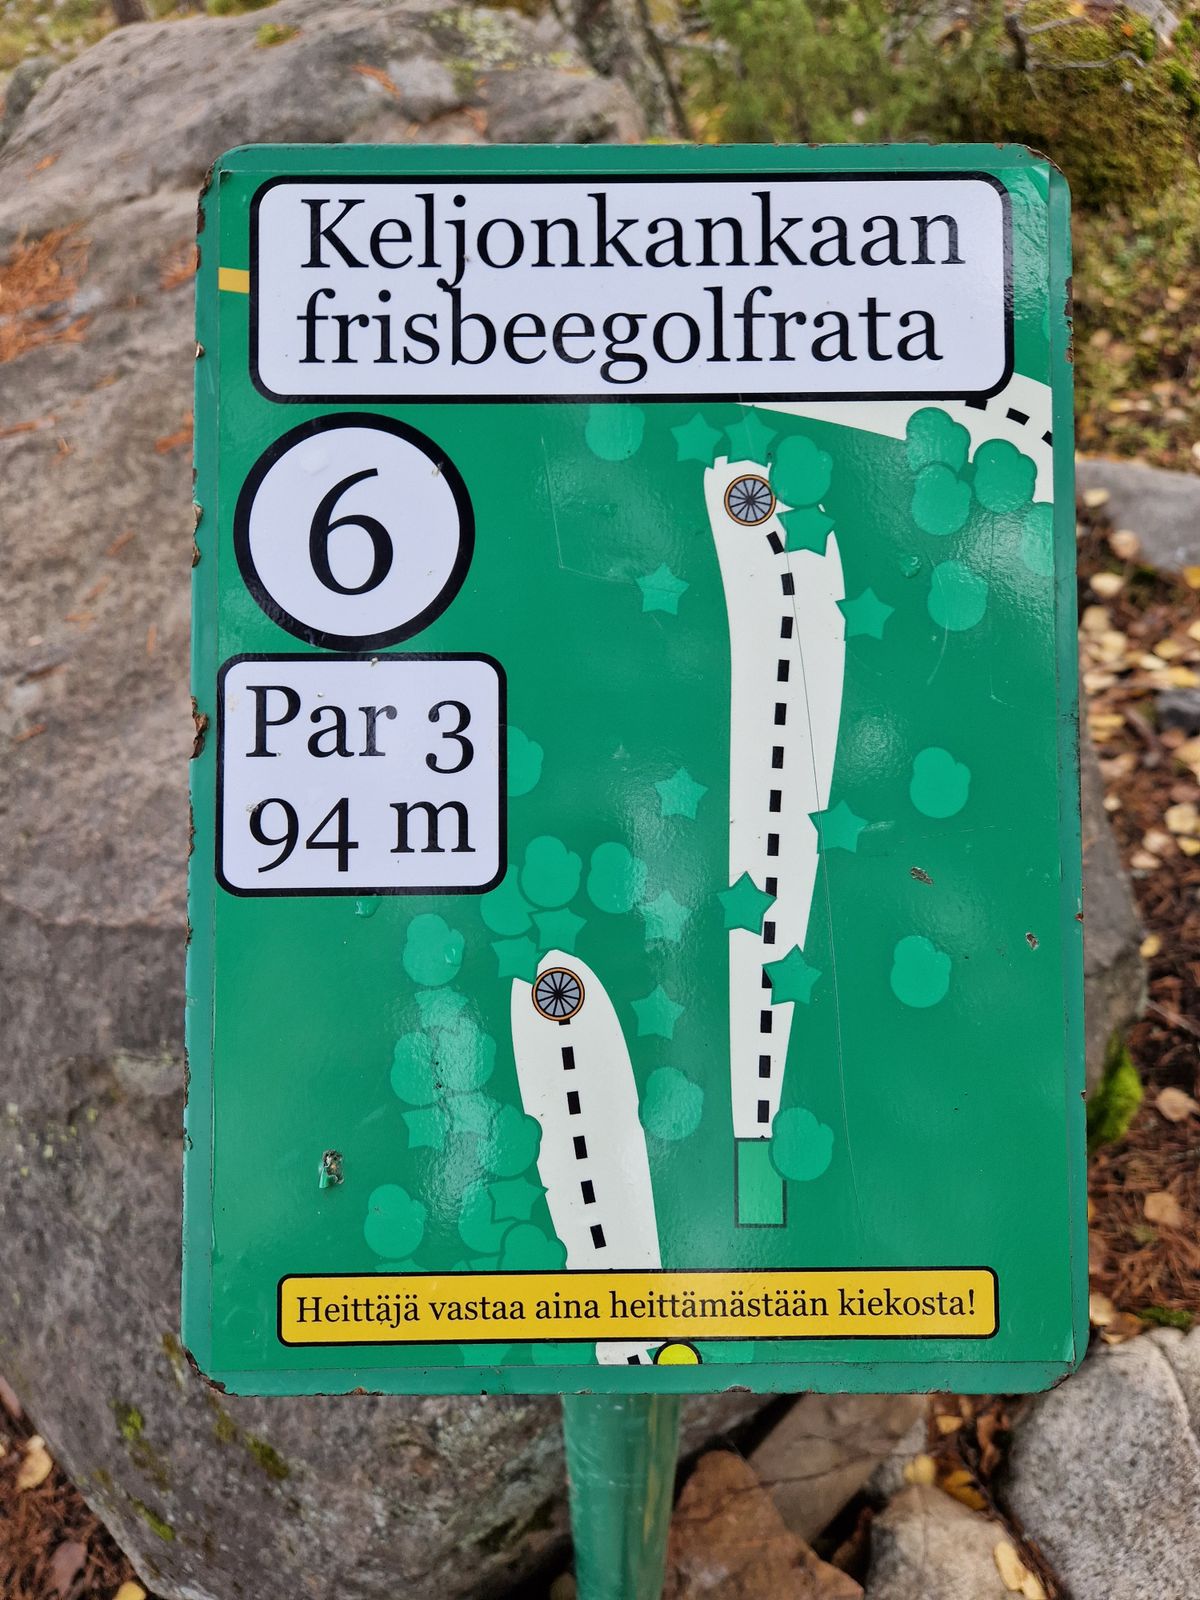 Keljonkankaan
frisbeegolfrata
6
Par 3
94 m
Heittäjä vastaa aina heittämästään kiekosta!